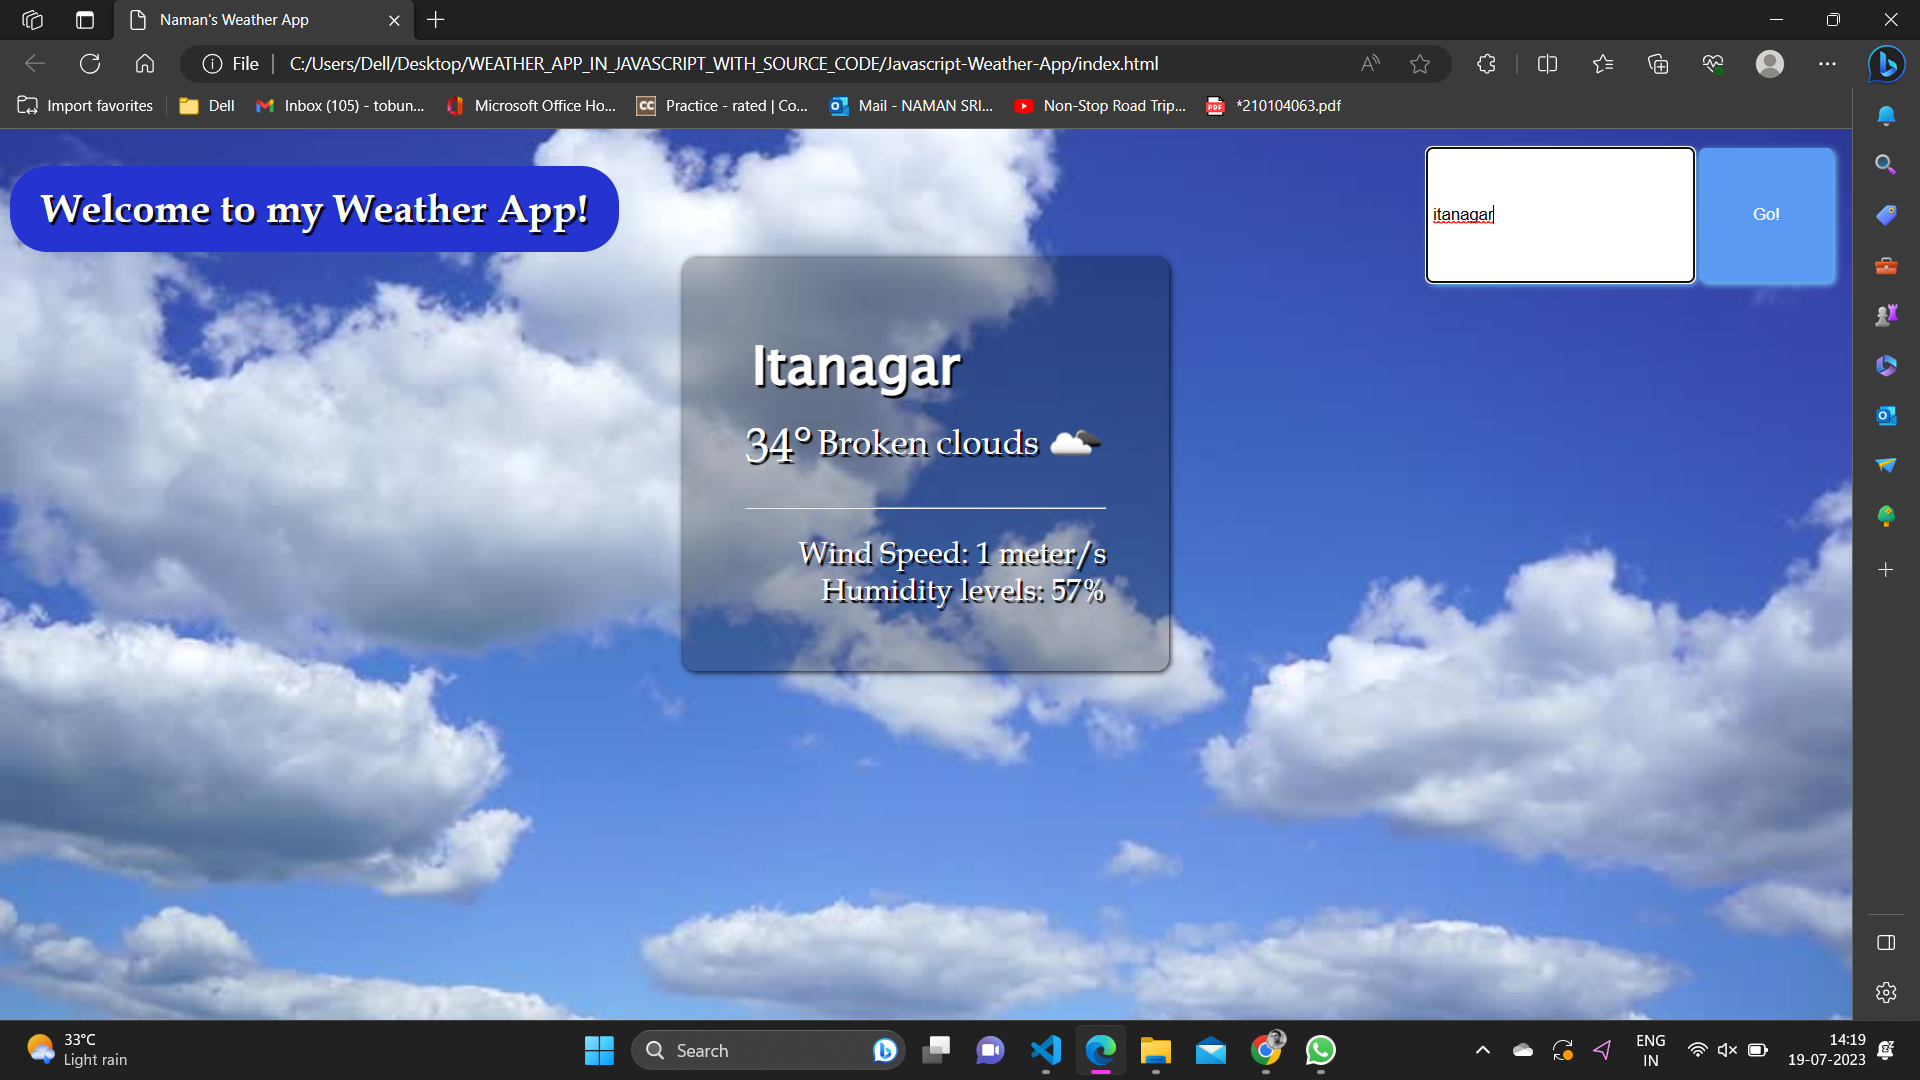 Naman's Weather App
File
C:/Users/Dell/Desktop/WEATHER_APP_IN_JAVASCRIPT_WITH_SOURCE_CODE/Javascript-Weather-App/index.html
Import favorites
Dell
Inbox (105) - tobun...
Microsoft Office Ho...
CC Practice - rated | Co...
Mail - NAMAN SRI...
Non-Stop Road Trip...
PDF *210104063.pdf
Welcome to my Weather App!
itanagar
Go!
Itanagar
34° Broken clouds
Wind Speed: 1 meter/s
Humidity levels: 57%
33°C
Light rain
Search
ENG
IN
14:19
19-07-2023